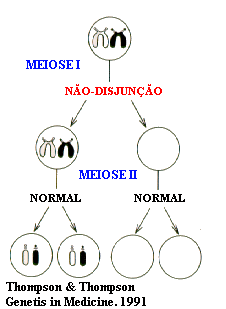 MEIOSE I
NÃO-DISJUNÇÃO
MEIOSE II
NORMAL NORMAL
Thompson & Thompson
Genetis in Medicine. 1991